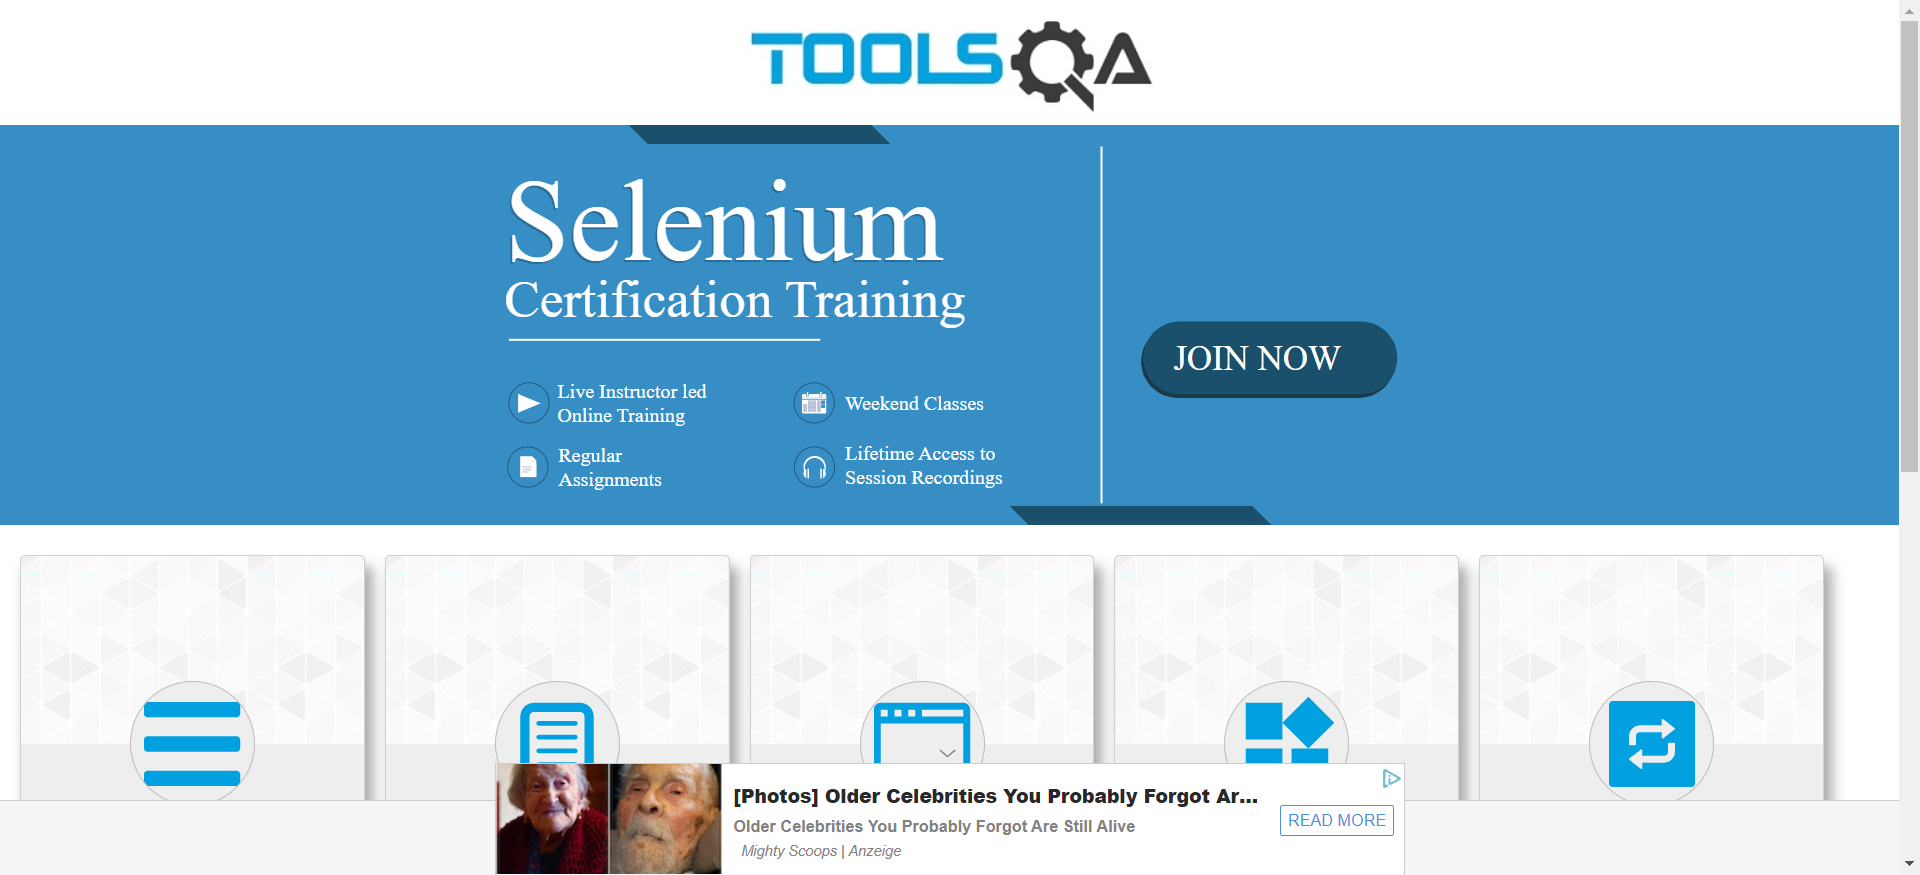 TOOLSQA
Selenium
Certification Training
Live Instructor led
Online Training
Weekend Classes
Regular
Assignments
Lifetime Access to
Session Recordings
JOIN NOW
[Photos] Older Celebrities You Probably Forgot Ar...
Older Celebrities You Probably Forgot Are Still Alive
Mighty Scoops | Anzeige
READ MORE